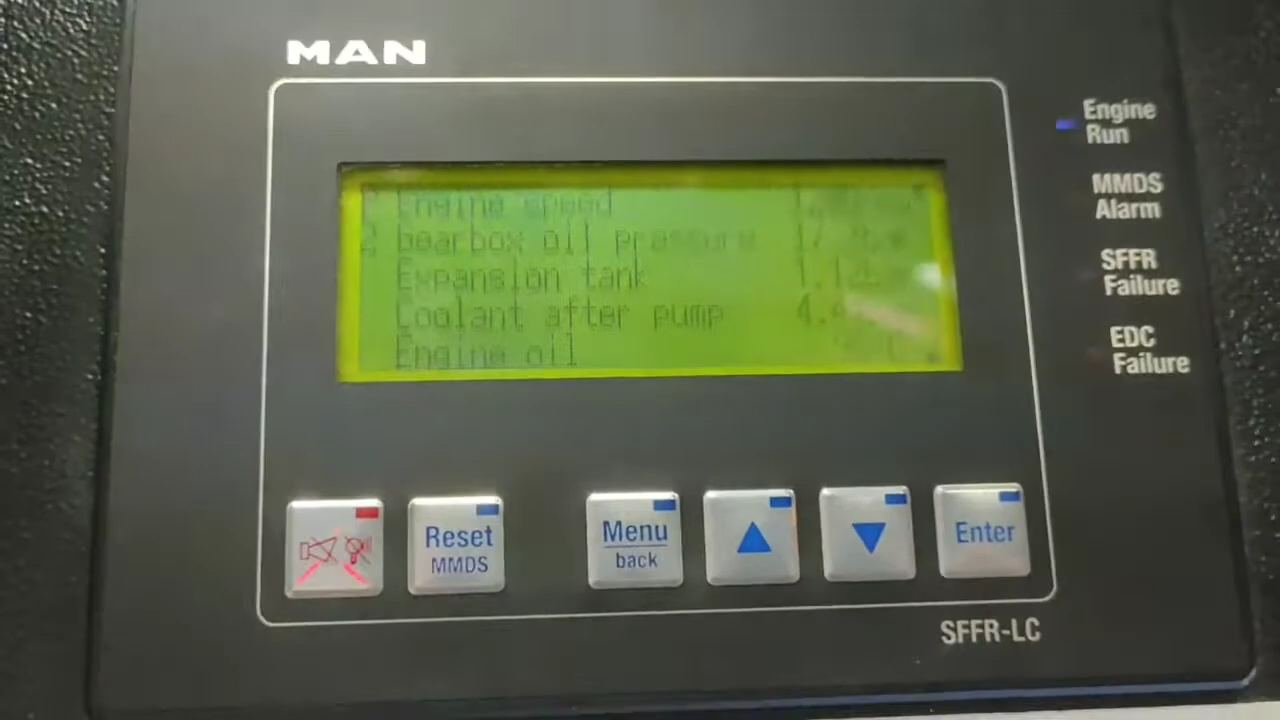 MAN
Engine
Run
MMDS
Alarm
SFFR
Failure
EDC
Failure
Engine speed
2 Gearbox oil pressure
Expansion tank
Coolant after pump
Engine oil
Reset
MMDS
Menu
back
Enter
SFFR-LC